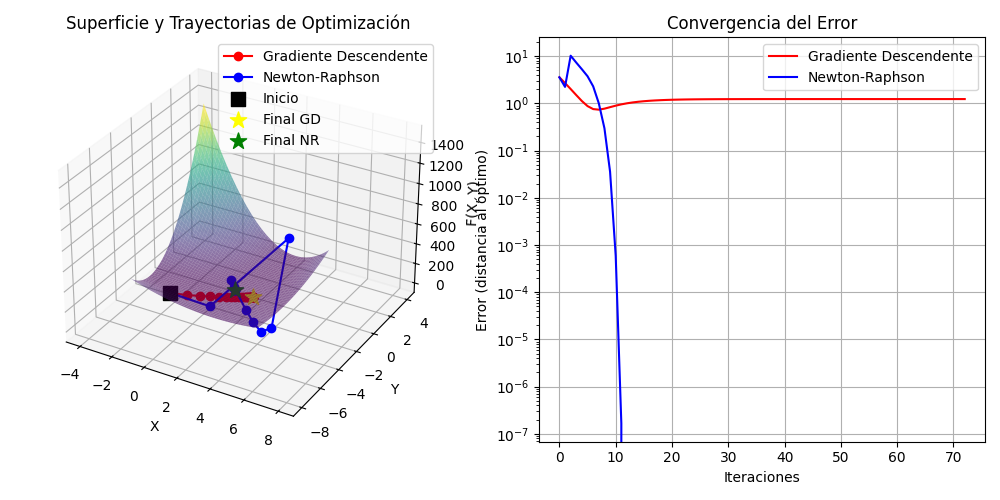 Superficie y Trayectorias de Optimización
Gradiente Descendente
Newton-Raphson
Inicio
Final GD
Final NR
1400
1200
1000
800
600
400
200
0
F(X, Y)
−4
−2
0
2
4
6
8
X
−8
−6
−4
−2
0
2
4
Y
Convergencia del Error
Gradiente Descendente
Newton-Raphson
10^1
10^0
10^−1
10^−2
10^−3
10^−4
10^−5
10^−6
10^−7
Error (distancia al óptimo)
0 10 20 30 40 50 60 70
Iteraciones